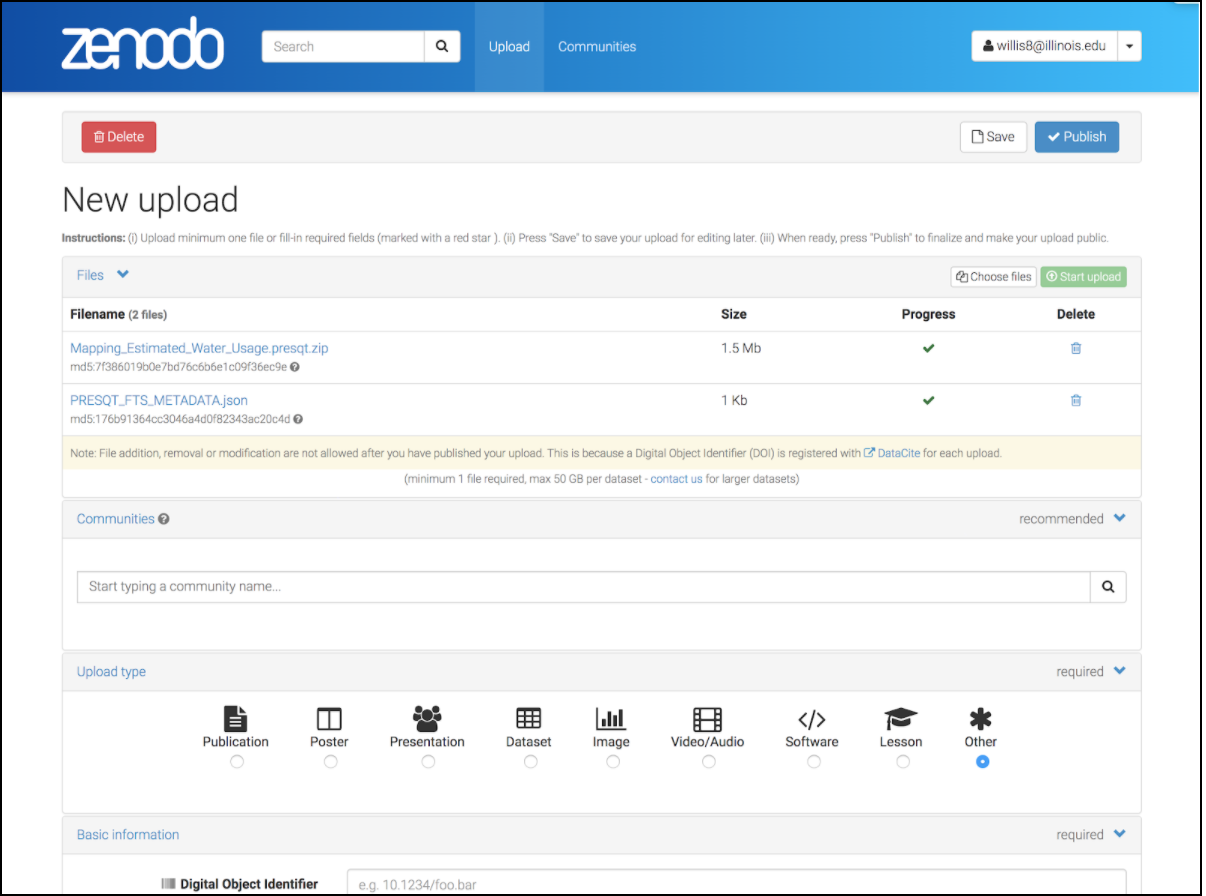 zenodo
Search
Upload
Communities
willis8@illinois.edu
Delete
Save
Publish
New upload
Instructions: (i) Upload minimum one file or fill-in required fields (marked with a red star ). (ii) Press "Save" to save your upload for editing later. (iii) When ready, press "Publish" to finalize and make your upload public.
Files
Choose files
Start upload
Filename (2 files) Size Progress Delete
Mapping_Estimated_Water_Usage.presqt.zip 1.5 Mb
md5:7f386019b0e7bd76c6b6e1c09f36ec9e
PRESQT_FTS_METADATA.json 1 Kb
md5:176b91364cc3046a4d0f82343ac20c4d
Note: File addition, removal or modification are not allowed after you have published your upload. This is because a Digital Object Identifier (DOI) is registered with DataCite for each upload.
(minimum 1 file required, max 50 GB per dataset - contact us for larger datasets)
Communities recommended
Start typing a community name...
Upload type required
Publication Poster Presentation Dataset Image Video/Audio Software Lesson Other
Basic information required
Digital Object Identifier e.g. 10.1234/foo.bar